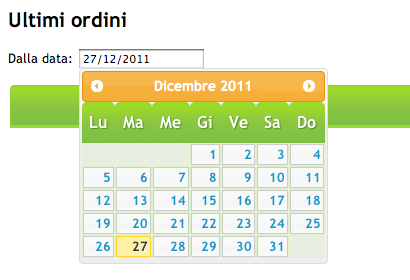 Ultimi ordini
Dalla data: 27/12/2011
Dicembre 2011
Lu Ma Me Gi Ve Sa Do
1 2 3 4
5 6 7 8 9 10 11
12 13 14 15 16 17 18
19 20 21 22 23 24 25
26 27 28 29 30 31